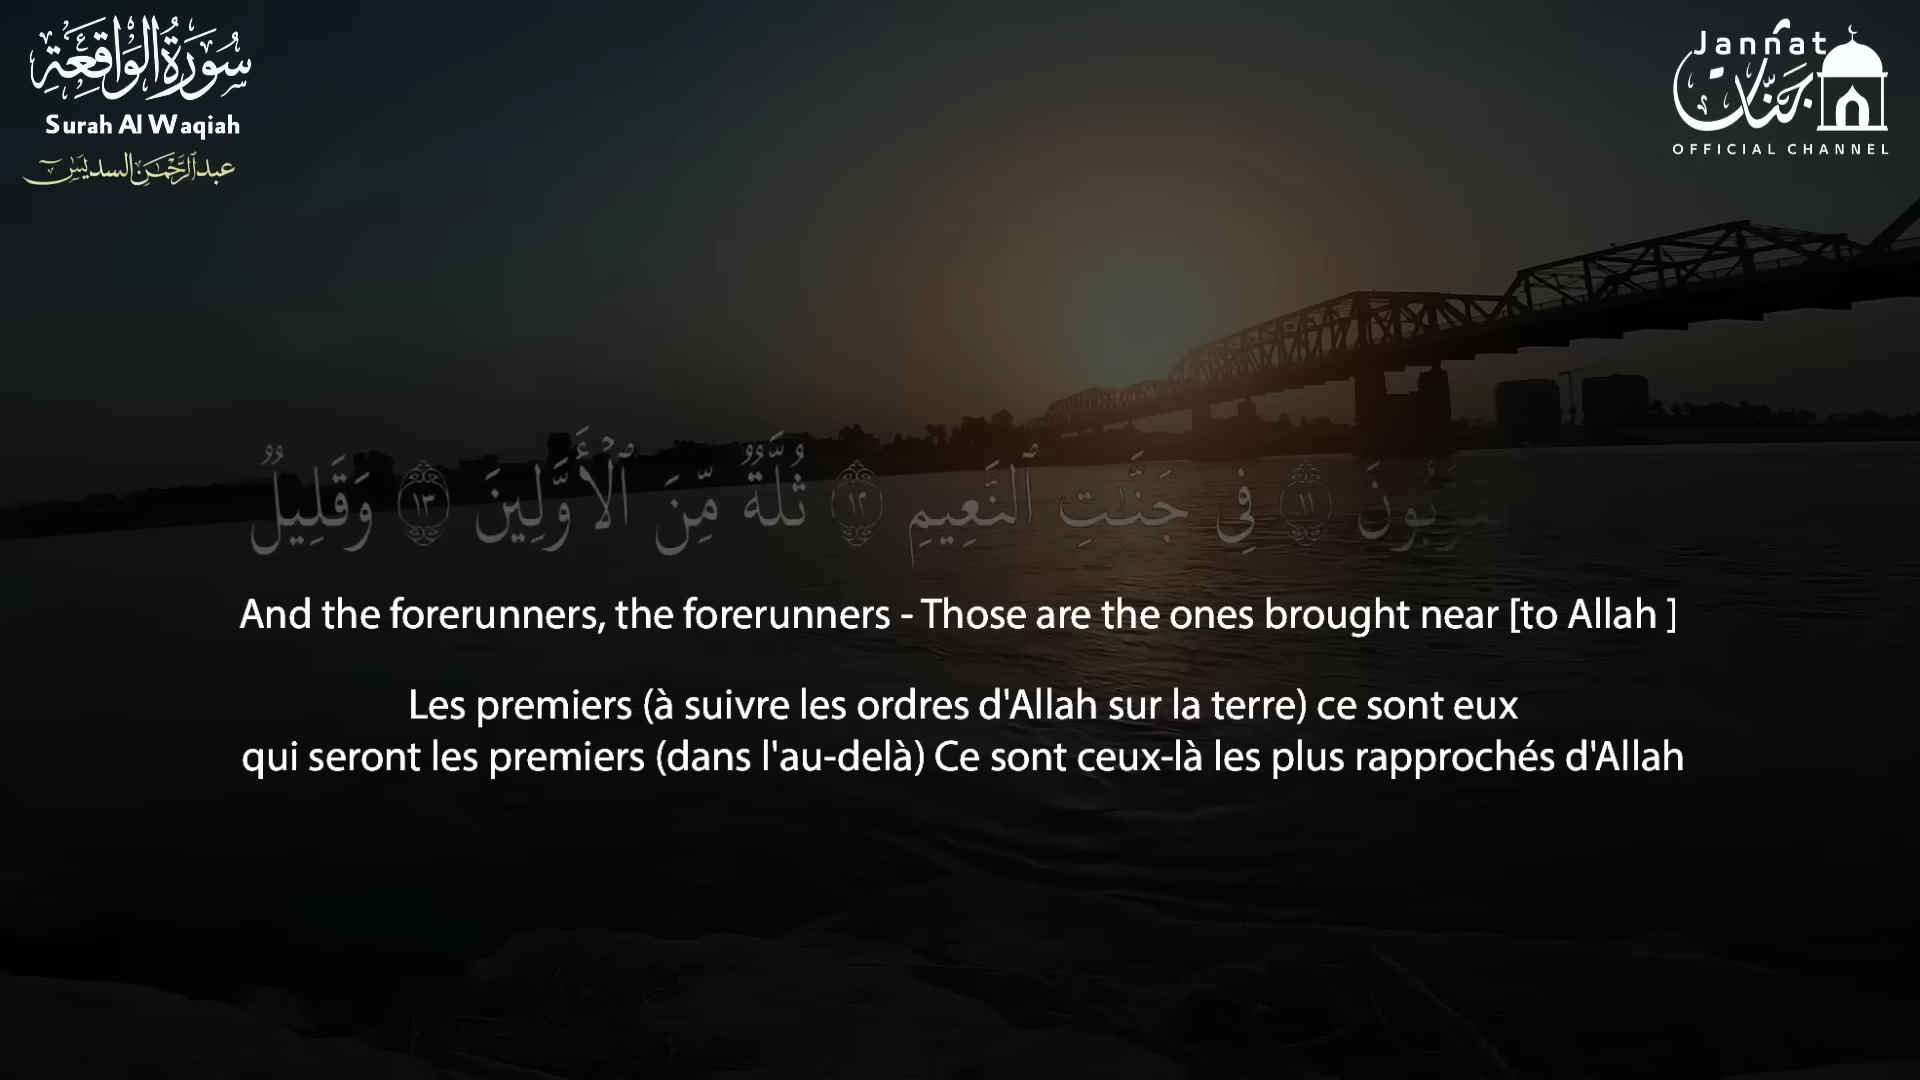 سُورَةُ الْوَاقِعَةِ
Surah Al Waqiah
عبد الرحمن السديس
Jannat
جَنَّات
OFFICIAL CHANNEL
١١ فِي جَنَّٰتِ ٱلنَّعِيمِ ١٢ ثُلَّةٌ مِّنَ ٱلْأَوَّلِينَ ١٣ وَقَلِيلٌ
And the forerunners, the forerunners - Those are the ones brought near [to Allah ]
Les premiers (à suivre les ordres d'Allah sur la terre) ce sont eux
qui seront les premiers (dans l'au-delà) Ce sont ceux-là les plus rapprochés d'Allah